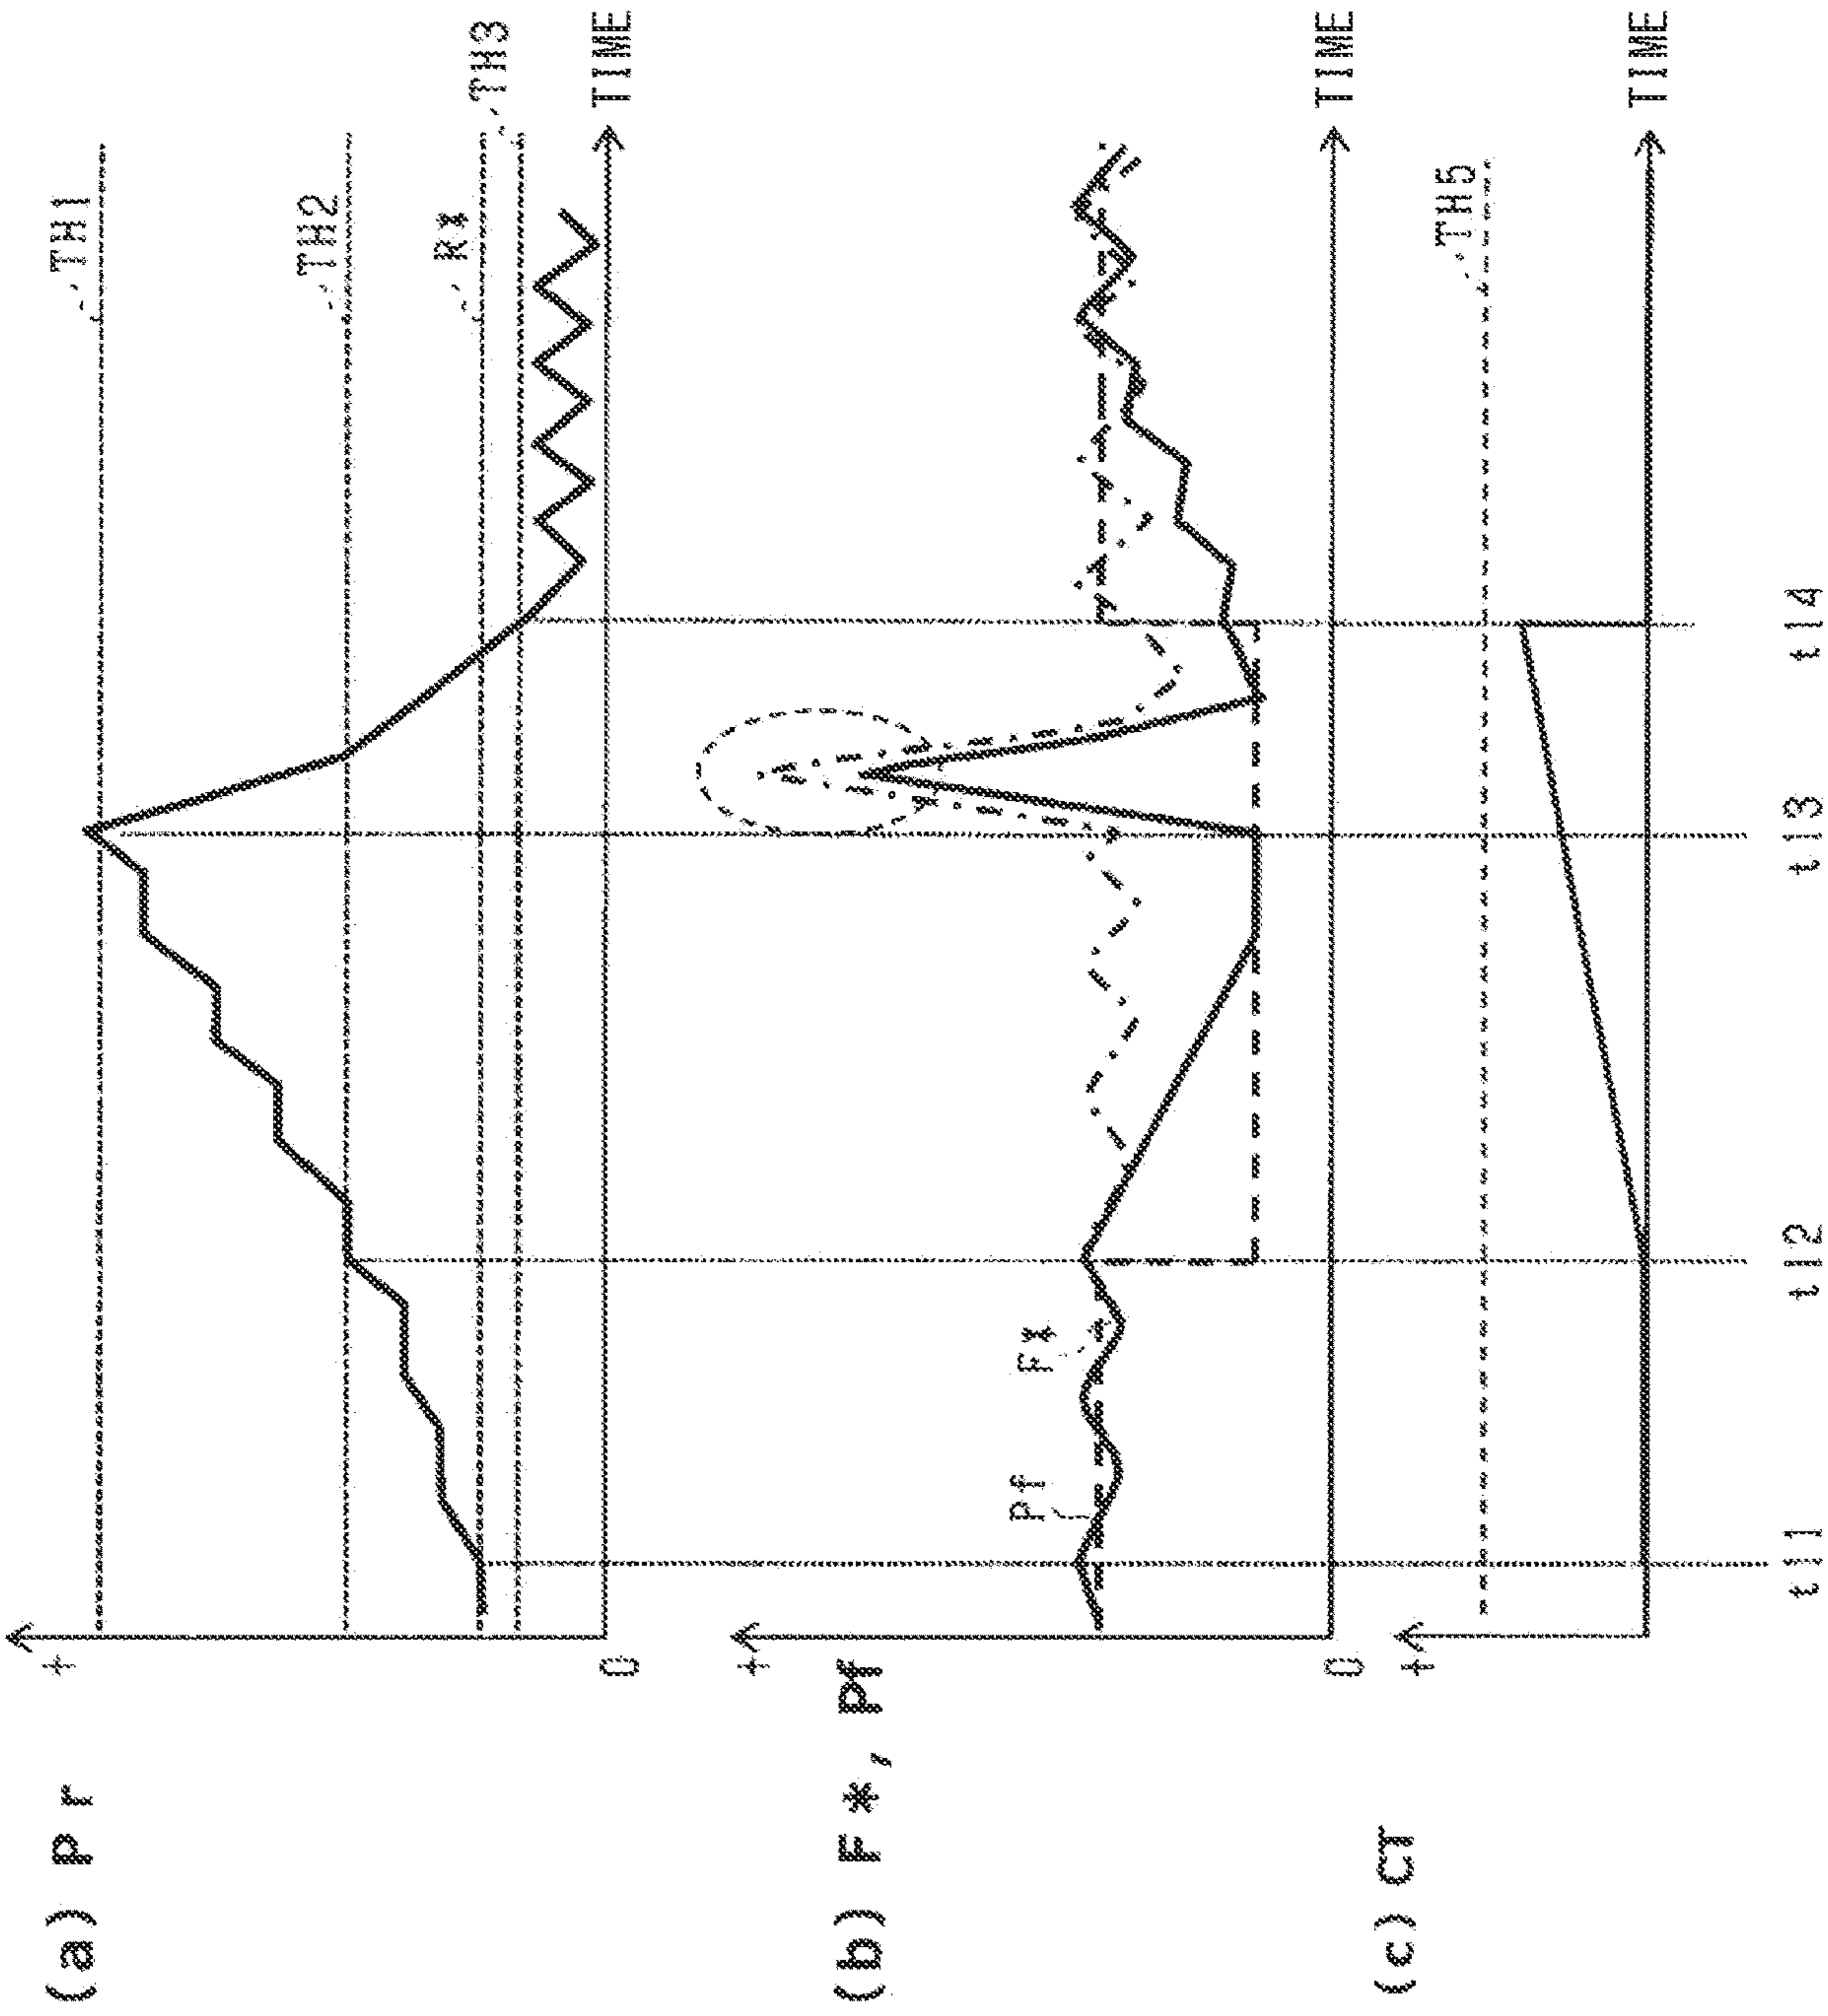 (a) Pr
+
TH1
TH2
R*
TH3
0
TIME
(b) F*, Pf
+
Pf
F*
0
TIME
(c) CT
+
TH5
TIME
t11
t12
t13
t14